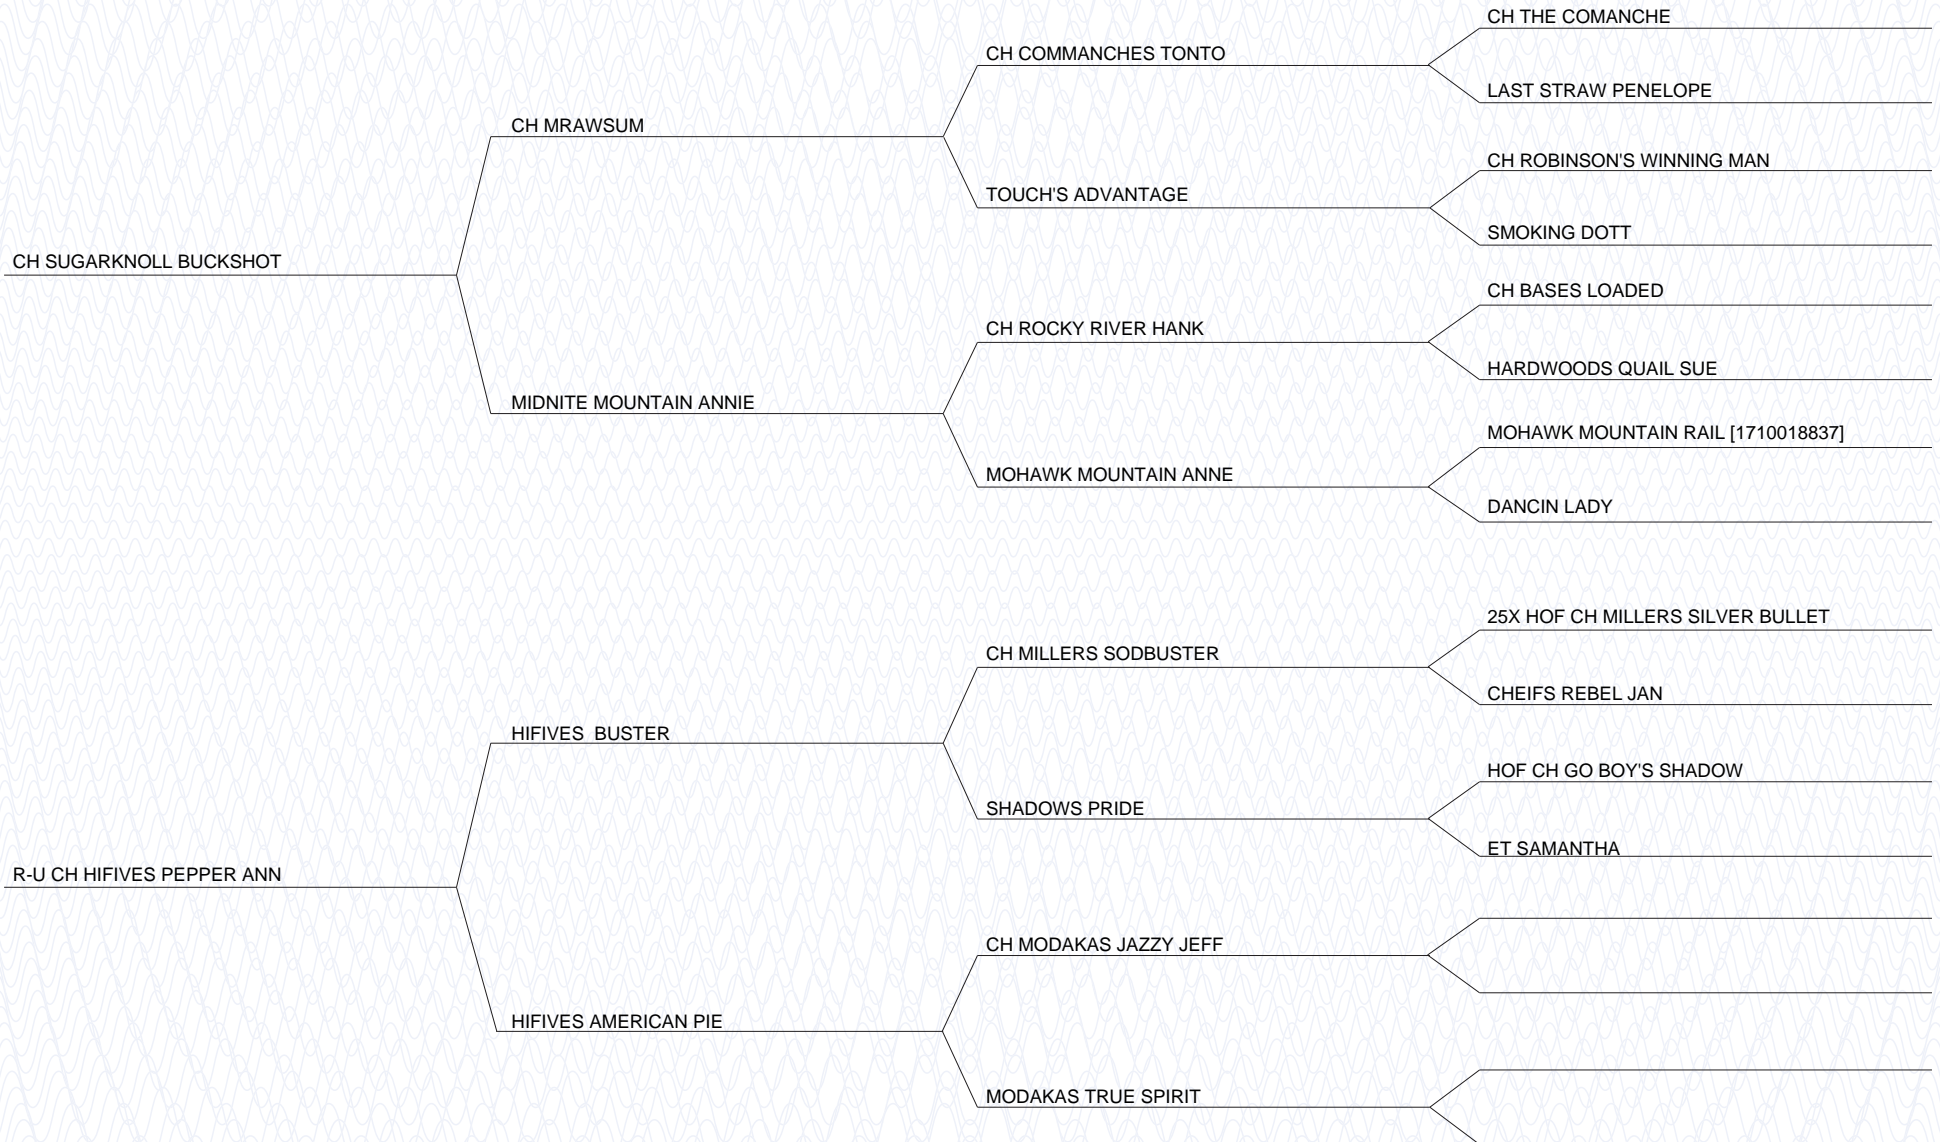 CH THE COMANCHE
CH COMMANCHES TONTO
LAST STRAW PENELOPE
CH MRAWSUM
CH ROBINSON'S WINNING MAN
TOUCH'S ADVANTAGE
SMOKING DOTT
CH SUGARKNOLL BUCKSHOT
CH BASES LOADED
CH ROCKY RIVER HANK
HARDWOODS QUAIL SUE
MIDNITE MOUNTAIN ANNIE
MOHAWK MOUNTAIN RAIL [1710018837]
MOHAWK MOUNTAIN ANNE
DANCIN LADY
25X HOF CH MILLERS SILVER BULLET
CH MILLERS SODBUSTER
CHEIFS REBEL JAN
HIFIVES  BUSTER
HOF CH GO BOY'S SHADOW
SHADOWS PRIDE
ET SAMANTHA
R-U CH HIFIVES PEPPER ANN
CH MODAKAS JAZZY JEFF
HIFIVES AMERICAN PIE
MODAKAS TRUE SPIRIT